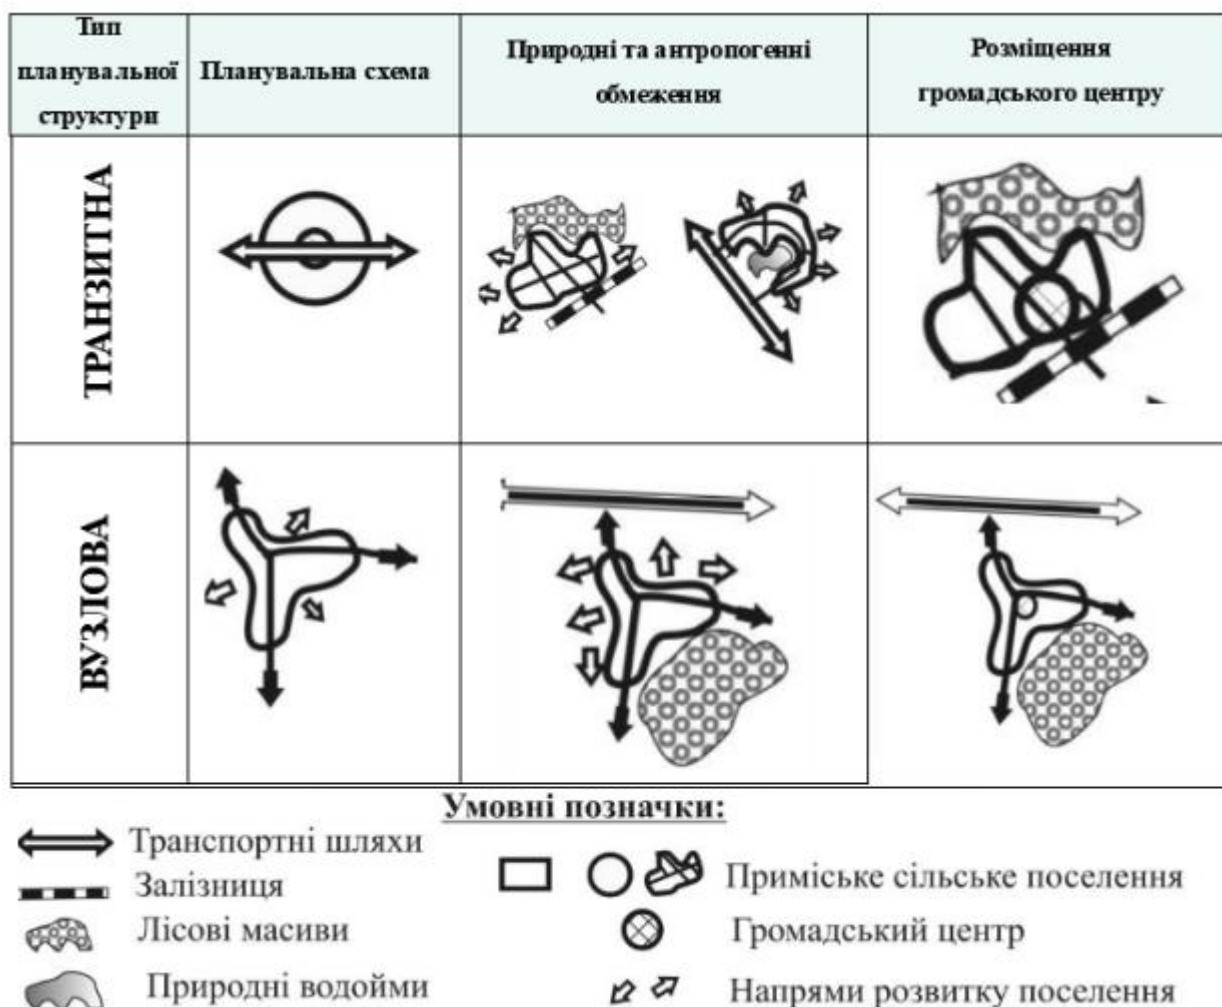 Тип
планувальної
структури
Планувальна схема
Природні та антропогенні
обмеження
Розміщення
громадського центру
ТРАНЗИТНА
ВУЗЛОВА
Умовні позначки:
Транспортні шляхи
Залізниця
Лісові масиви
Природні водойми
Приміське сільське поселення
Громадський центр
Напрями розвитку поселення